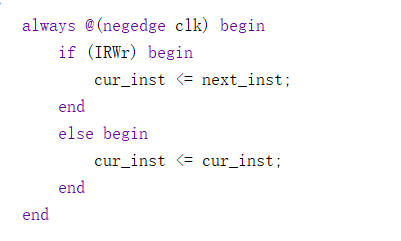 always @(negedge clk) begin
if (IRWr) begin
cur_inst <= next_inst;
end
else begin
cur_inst <= cur_inst;
end
end